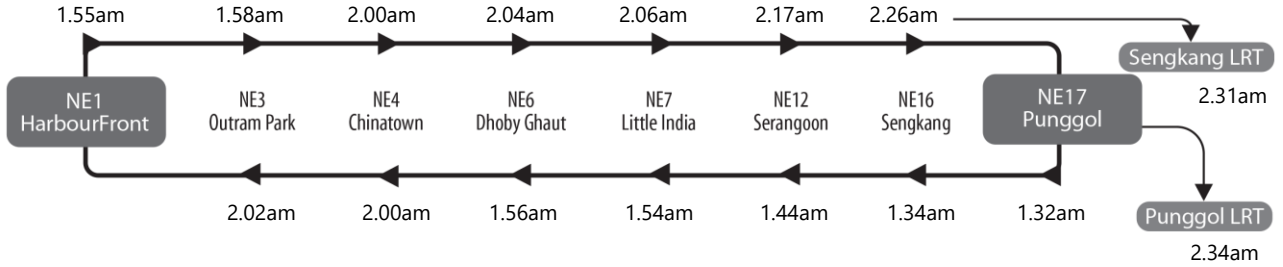 1.55am 1.58am 2.00am 2.04am 2.06am 2.17am 2.26am
Sengkang LRT
2.31am
NE1
HarbourFront
NE3
Outram Park
NE4
Chinatown
NE6
Dhoby Ghaut
NE7
Little India
NE12
Serangoon
NE16
Sengkang
NE17
Punggol
2.02am 2.00am 1.56am 1.54am 1.44am 1.34am 1.32am
Punggol LRT
2.34am